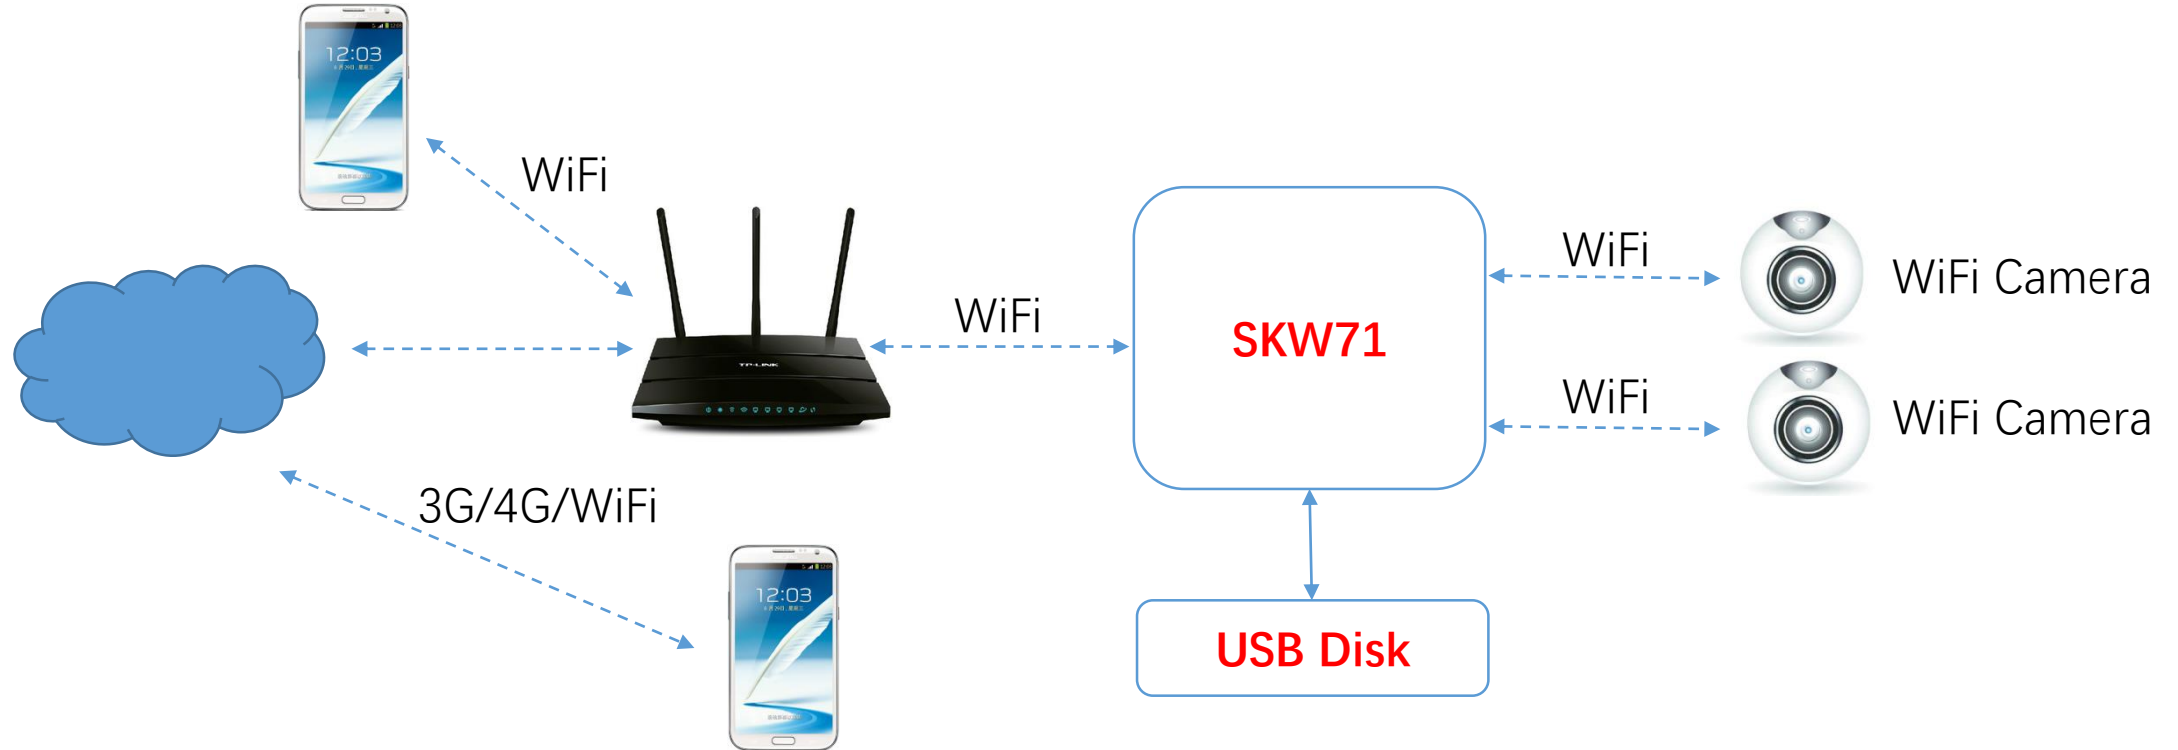 12:03
WiFi
WiFi
TP-LINK
SKW71
WiFi
WiFi Camera
WiFi
WiFi Camera
3G/4G/WiFi
12:03
USB Disk